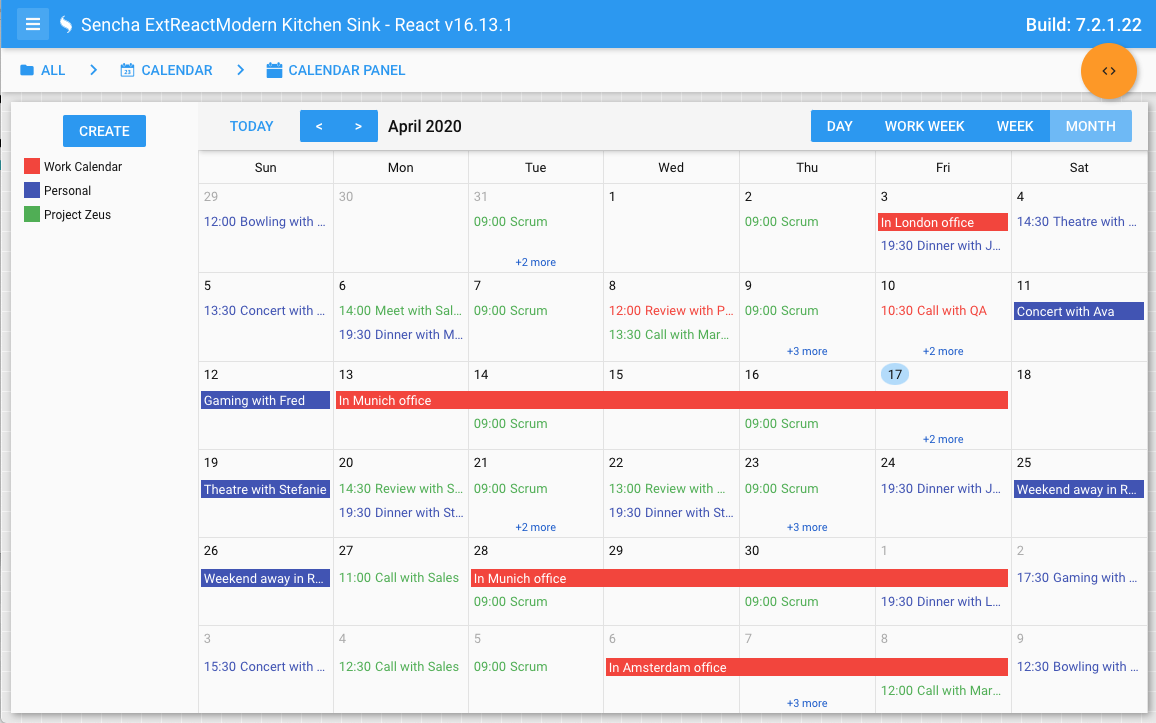 Sencha ExtReactModern Kitchen Sink - React v16.13.1 Build: 7.2.1.22
ALL > CALENDAR > CALENDAR PANEL <>
CREATE TODAY < > April 2020 DAY WORK WEEK WEEK MONTH
Work Calendar
Personal
Project Zeus
Sun Mon Tue Wed Thu Fri Sat
29 30 31 1 2 3 4
12:00 Bowling with ... 09:00 Scrum 09:00 Scrum In London office 14:30 Theatre with ...
19:30 Dinner with J...
+2 more
5 6 7 8 9 10 11
13:30 Concert with ... 14:00 Meet with Sal... 09:00 Scrum 12:00 Review with P... 09:00 Scrum 10:30 Call with QA Concert with Ava
19:30 Dinner with M... 13:30 Call with Mar...
+3 more +2 more
12 13 14 15 16 17 18
Gaming with Fred In Munich office
09:00 Scrum 09:00 Scrum
+2 more
19 20 21 22 23 24 25
Theatre with Stefanie 14:30 Review with S... 09:00 Scrum 13:00 Review with ... 09:00 Scrum 19:30 Dinner with J... Weekend away in R...
19:30 Dinner with St... 19:30 Dinner with St...
+2 more +3 more
26 27 28 29 30 1 2
Weekend away in R... 11:00 Call with Sales In Munich office 17:30 Gaming with ...
09:00 Scrum 09:00 Scrum 19:30 Dinner with L...
3 4 5 6 7 8 9
15:30 Concert with ... 12:30 Call with Sales 09:00 Scrum In Amsterdam office 12:30 Bowling with ...
12:00 Call with Mar...
+3 more